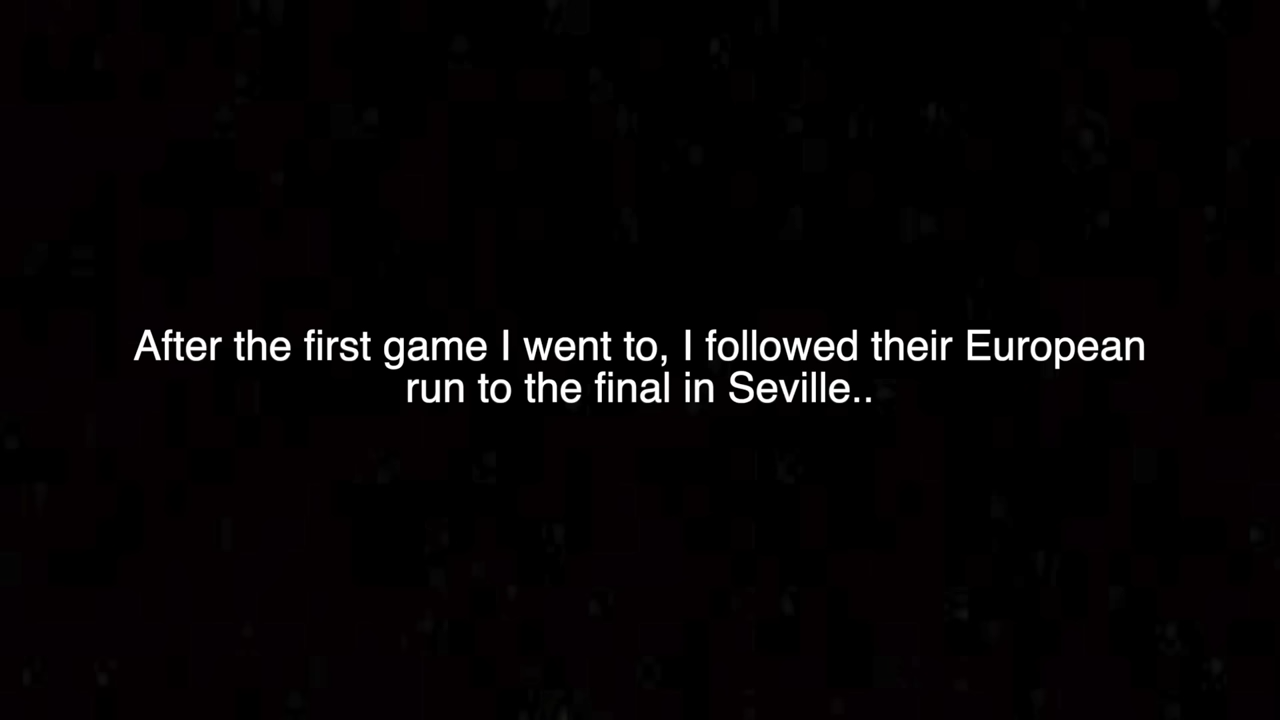 After the first game I went to, I followed their European
run to the final in Seville..